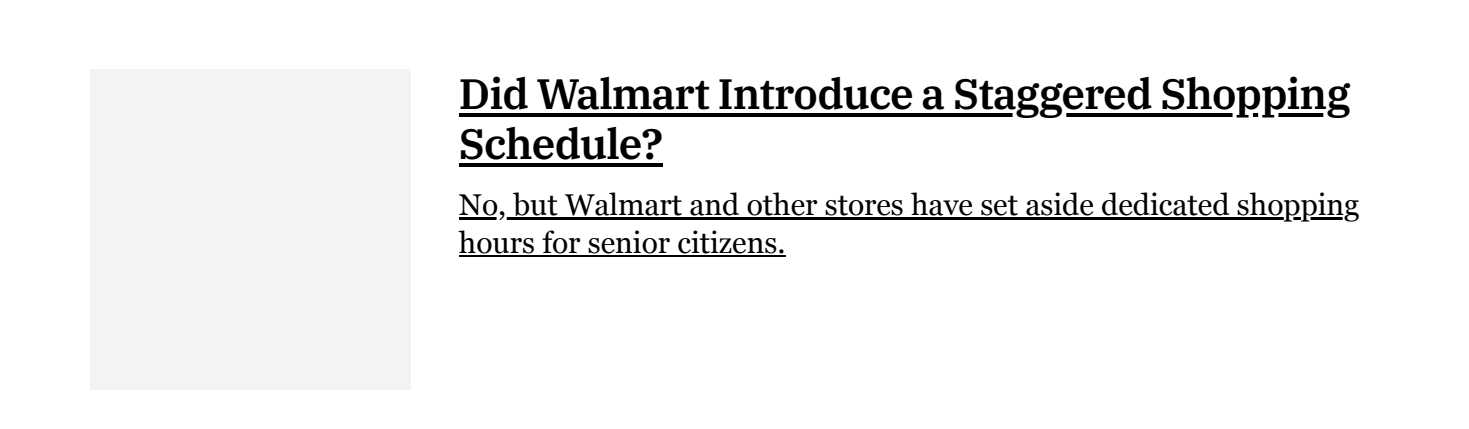 Did Walmart Introduce a Staggered Shopping
Schedule?
No, but Walmart and other stores have set aside dedicated shopping
hours for senior citizens.